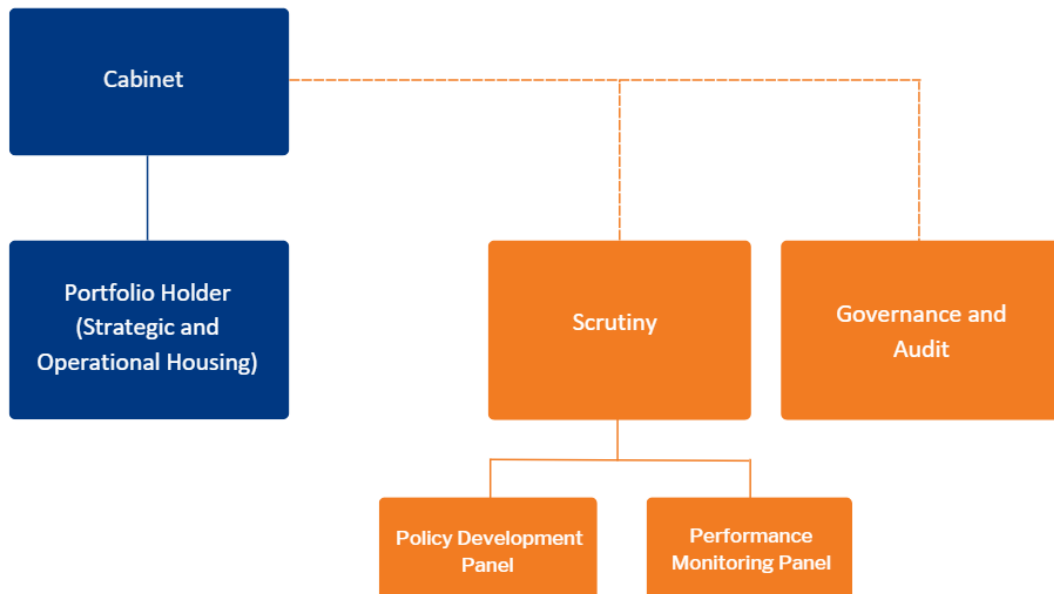 Cabinet
Portfolio Holder
(Strategic and
Operational Housing)
Scrutiny
Governance and
Audit
Policy Development
Panel
Performance
Monitoring Panel